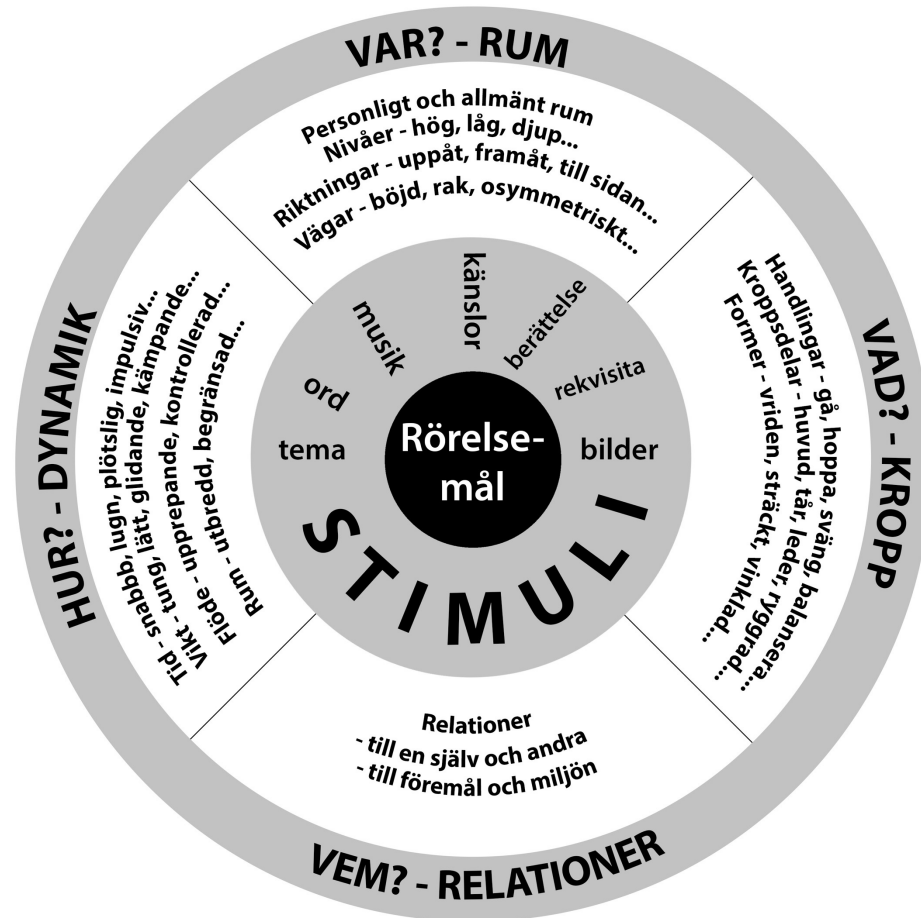 VAR? - RUM
Personligt och allmänt rum
Nivåer - hög, låg, djup...
Riktningar - uppåt, framåt, till sidan...
Vägar - böjd, rak, osymmetriskt...
VAD? - KROPP
Handlingar - gå, hoppa, sväng, balansera...
Kroppsdelar - huvud, tår, leder, ryggrad...
Former - vriden, sträckt, vinklad...
VEM? - RELATIONER
Relationer
- till en själv och andra
- till föremål och miljön
HUR? - DYNAMIK
Tid - snabb, lugn, plötslig, impulsiv...
Vikt - tung, lätt, glidande, kämpande...
Flöde - upprepande, kontrollerad...
Rum - utbredd, begränsad...
tema
ord
musik
känslor
berättelse
rekvisita
bilder
STIMULI
Rörelse-
mål